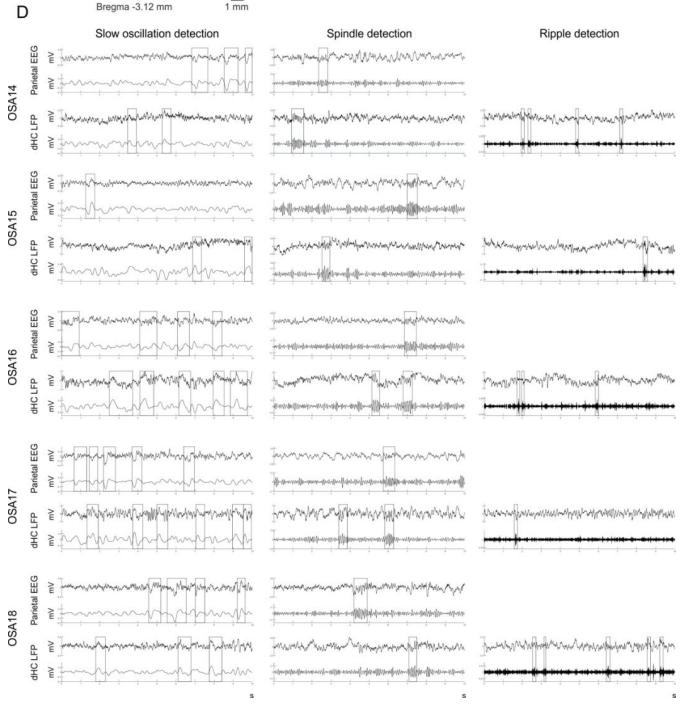 Bregma -3.12 mm
1 mm
D
Slow oscillation detection
Spindle detection
Ripple detection
OSA14
Parietal EEG
mV
mV
dHC LFP
mV
mV
OSA15
Parietal EEG
mV
mV
dHC LFP
mV
mV
OSA16
Parietal EEG
mV
mV
dHC LFP
mV
mV
OSA17
Parietal EEG
mV
mV
dHC LFP
mV
mV
OSA18
Parietal EEG
mV
mV
dHC LFP
mV
mV
s
s
s